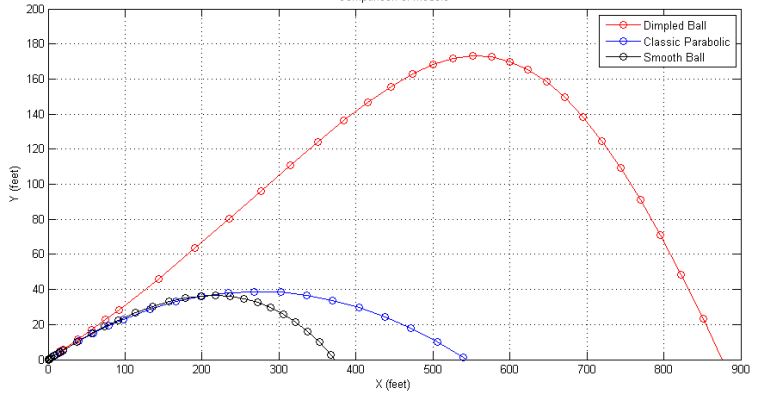 200
180
160
140
120
100
80
60
40
20
0
Y (feet)
Dimpled Ball
Classic Parabolic
Smooth Ball
0 100 200 300 400 500 600 700 800 900
X (feet)